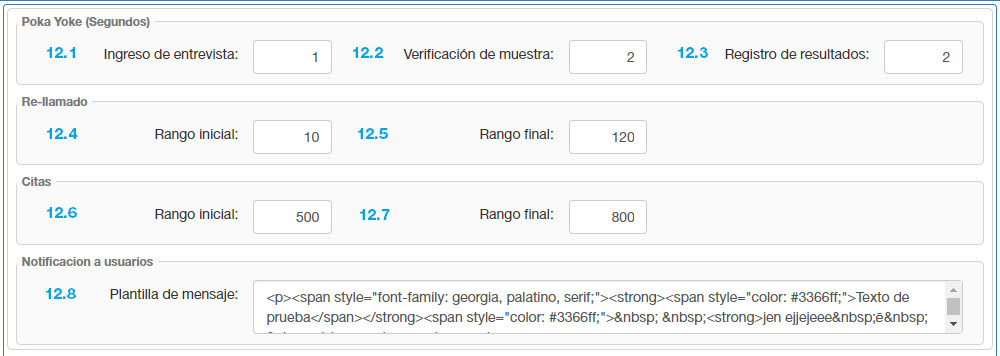 Poka Yoke (Segundos)
12.1 Ingreso de entrevista: 1 12.2 Verificación de muestra: 2 12.3 Registro de resultados: 2
Re-llamado
12.4 Rango inicial: 10 12.5 Rango final: 120
Citas
12.6 Rango inicial: 500 12.7 Rango final: 800
Notificacion a usuarios
12.8 Plantilla de mensaje: <p><span style="font-family: georgia, palatino, serif;"><strong><span style="color: #3366ff;">Texto de
prueba</span></strong><span style="color: #3366ff;">&nbsp; &nbsp;<strong>jen ejjejeee&nbsp;ë&nbsp;